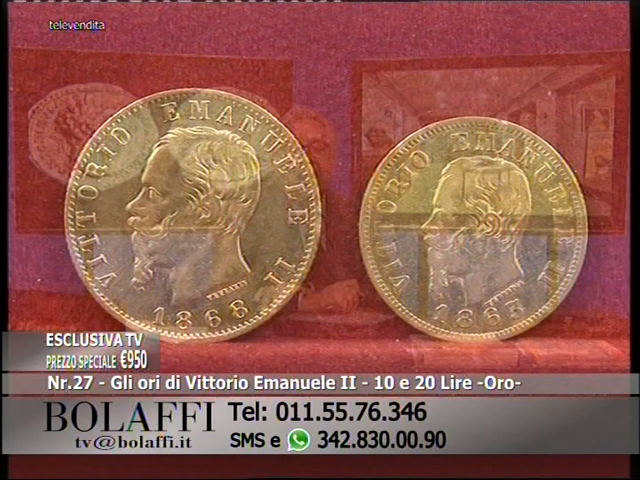 televendita
VITTORIO EMANUELE II
1868
VITTORIO EMANUELE II
1863
ESCLUSIVA TV
PREZZO SPECIALE €950
Nr.27 - Gli ori di Vittorio Emanuele II - 10 e 20 Lire -Oro-
BOLAFFI
tv@bolaffi.it
Tel: 011.55.76.346
SMS e 342.830.00.90